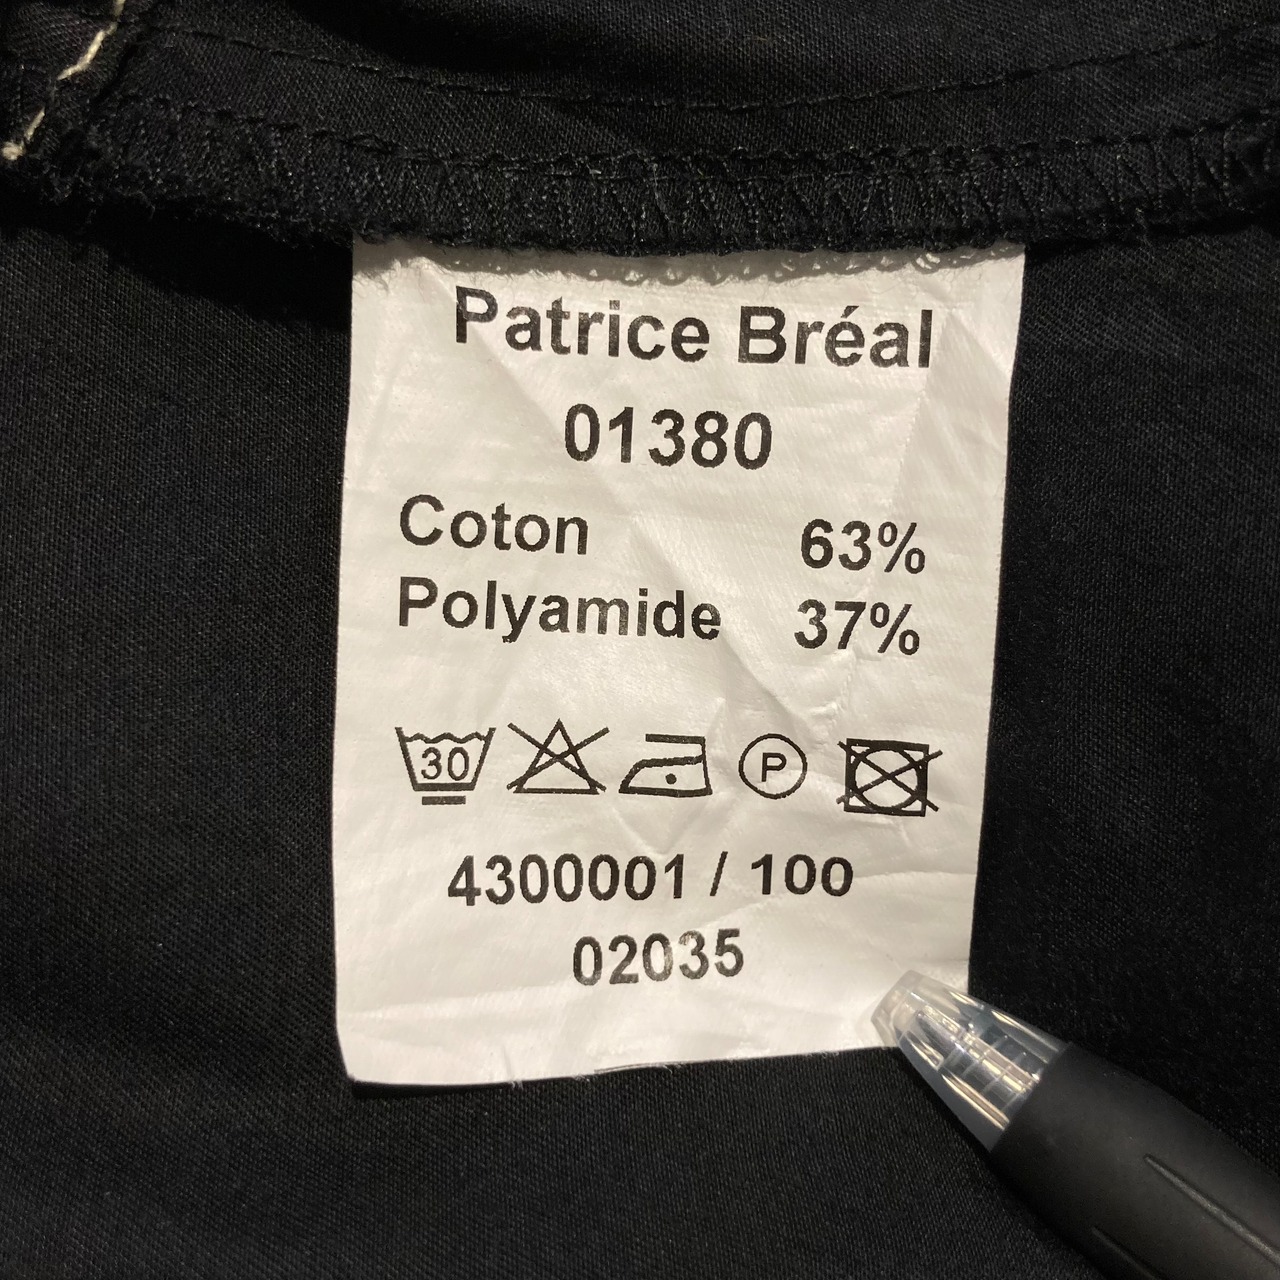 Patrice Bréal
01380
Coton 63%
Polyamide 37%
30 P
4300001 / 100
02035